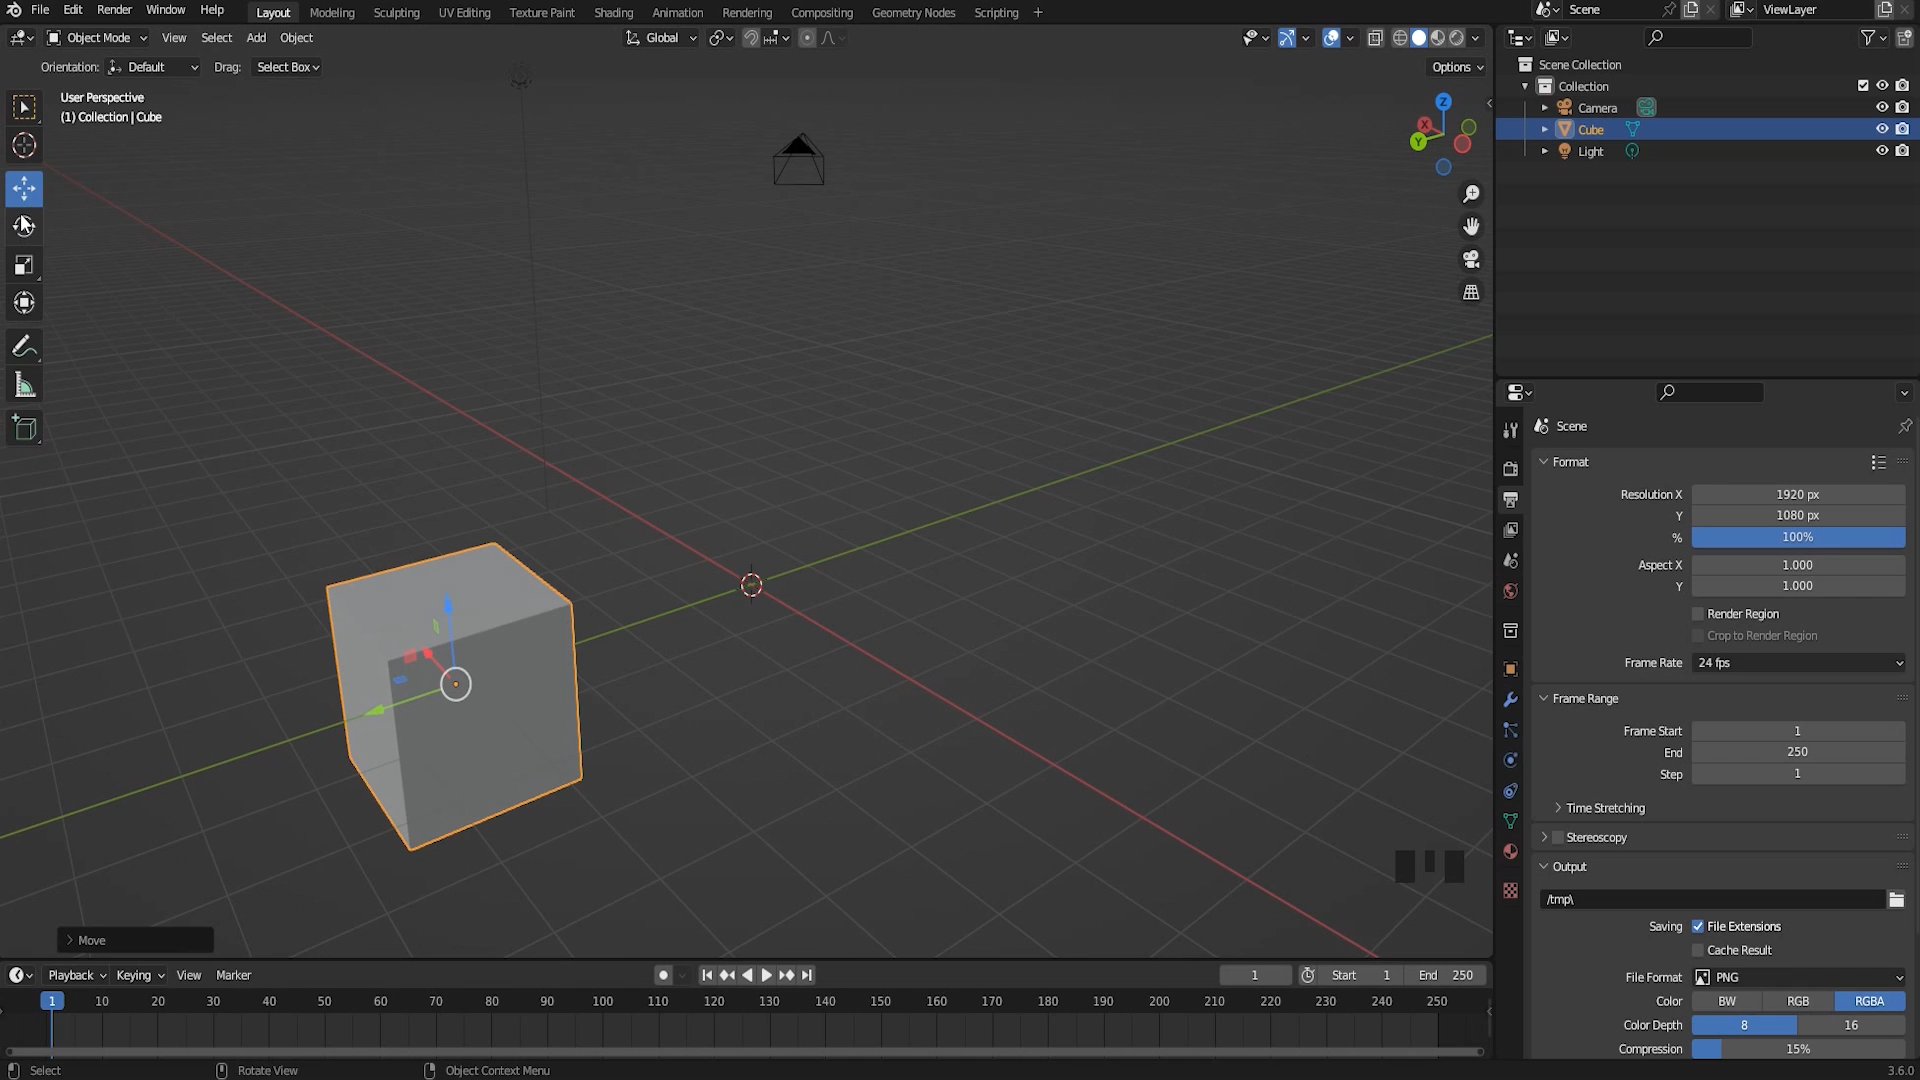 File Edit Render Window Help Layout Modeling Sculpting UV Editing Texture Paint Shading Animation Rendering Compositing Geometry Nodes Scripting + Scene ViewLayer
Object Mode View Select Add Object Global
Orientation: Default Drag: Select Box Options
User Perspective
(1) Collection | Cube
Z
X
Y
Scene Collection
Collection
Camera
Cube
Light
Scene
Format
Resolution X 1920 px
Y 1080 px
% 100%
Aspect X 1.000
Y 1.000
Render Region
Crop to Render Region
Frame Rate 24 fps
Frame Range
Frame Start 1
End 250
Step 1
Time Stretching
Stereoscopy
Output
/tmp\
Saving File Extensions
Cache Result
File Format PNG
Color BW RGB RGBA
Color Depth 8 16
Compression 15%
Move
Playback Keying View Marker 1 Start 1 End 250
1 10 20 30 40 50 60 70 80 90 100 110 120 130 140 150 160 170 180 190 200 210 220 230 240 250
Select Rotate View Object Context Menu 3.6.0